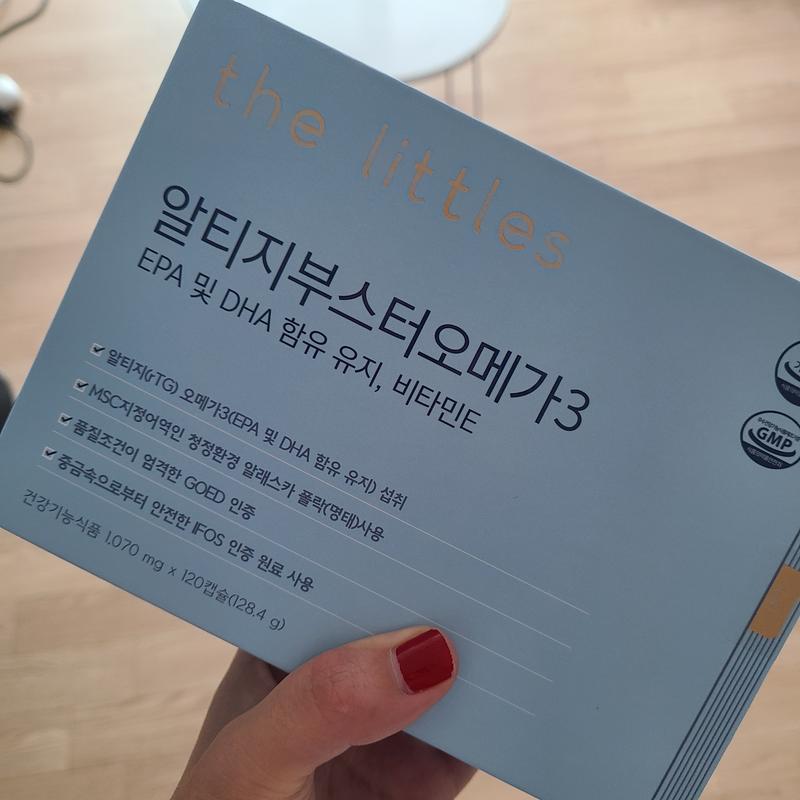 the littles
알티지부스터오메가3
EPA 및 DHA 함유 유지, 비타민E
알티지(rTG) 오메가3(EPA 및 DHA 함유 유지) 섭취
MSC지정어역인 청정환경 알래스카 폴락(명태)사용
품질조건이 엄격한 GOED 인증
중금속으로부터 안전한 IFOS 인증 원료 사용
건강기능식품 1,070 mg x 120캡슐(128.4 g)
GMP